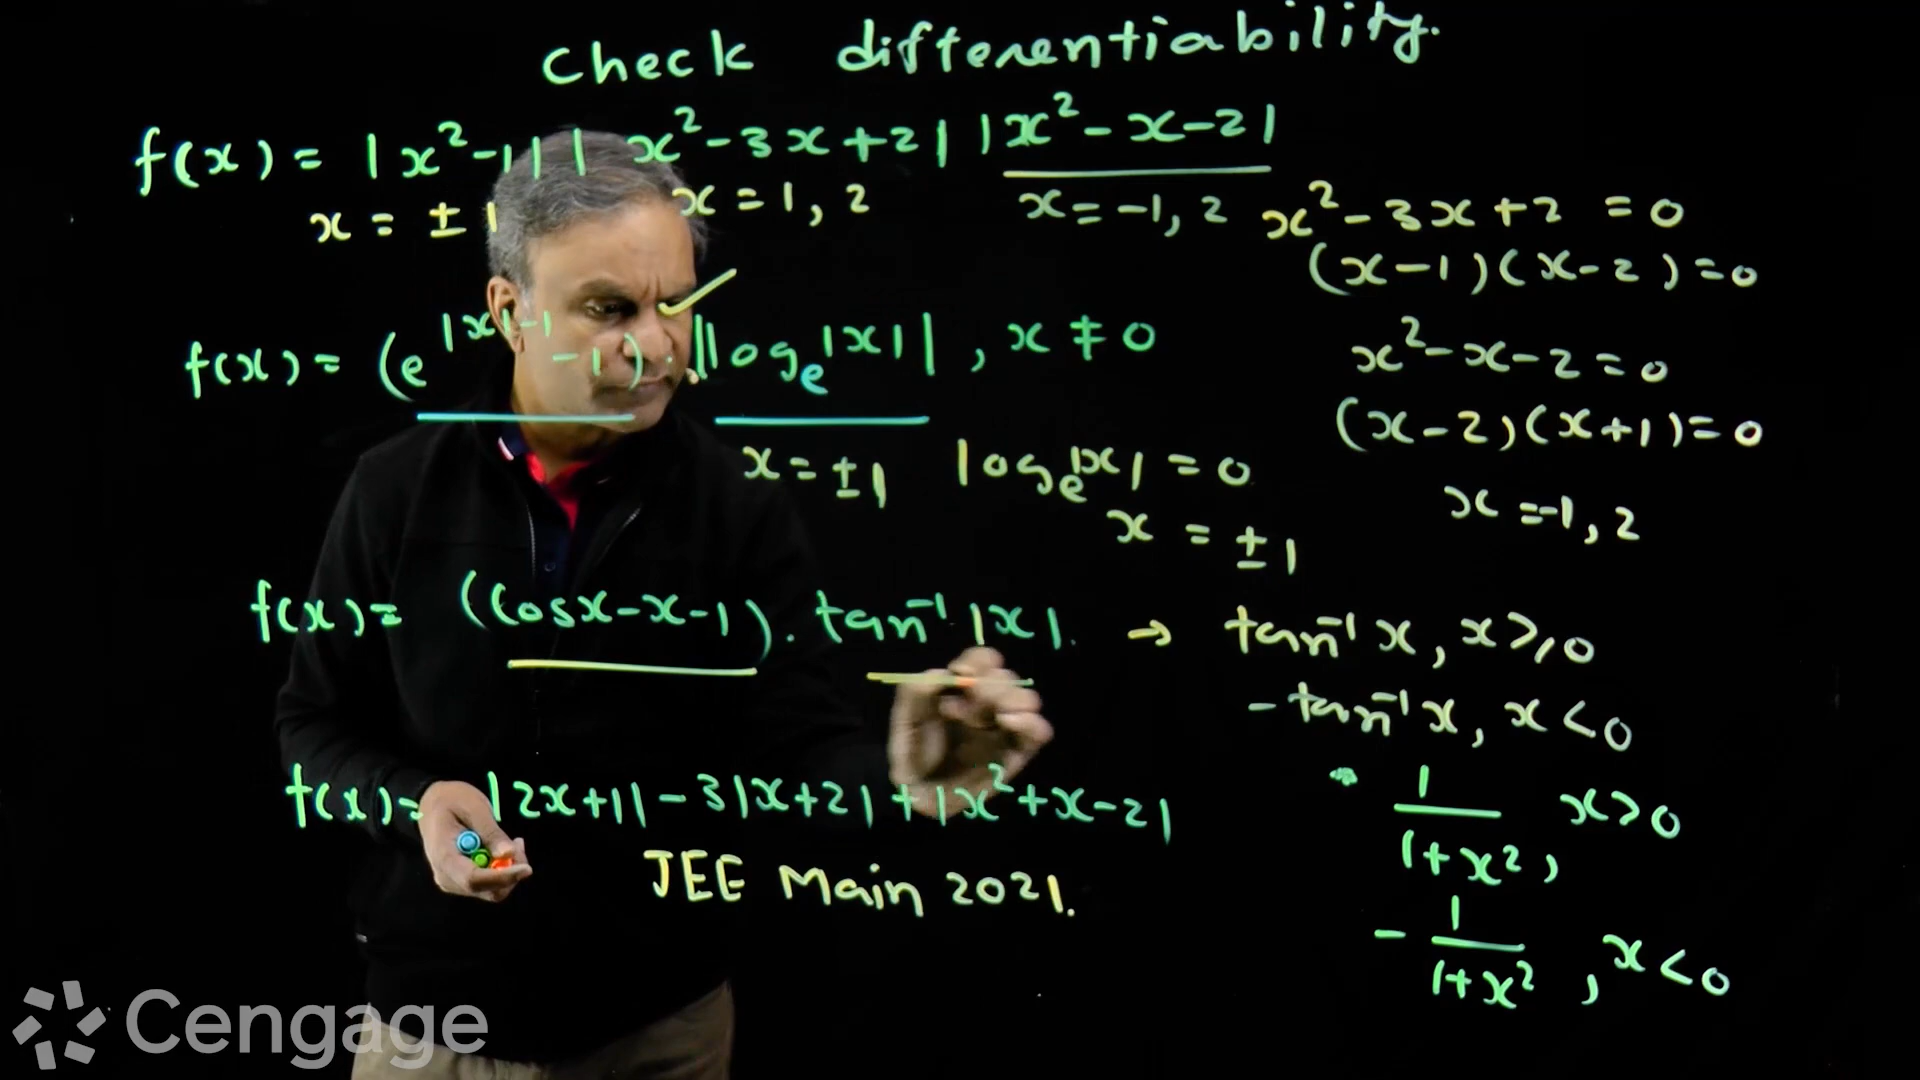 Check differentiability.
f(x) = |x²-1| |x²-3x+2| |x²-x-2|
x = ±1
x = 1, 2
x = -1, 2
x²-3x+2 = 0
(x-1)(x-2) = 0
x²-x-2 = 0
(x-2)(x+1) = 0
x = -1, 2
f(x) = (e^{|x|-1} -1). |logₑ|x||, x ≠ 0
x = ±1
logₑ|x| = 0
x = ±1
f(x) = (cosx-x-1). tan⁻¹|x|. → tan⁻¹x, x ≥ 0
-tan⁻¹x, x < 0
1/(1+x²), x > 0
-1/(1+x²), x < 0
f(x) = |2x+1| - 3|x+2| + |x²+x-2|
JEE Main 2021.
Cengage